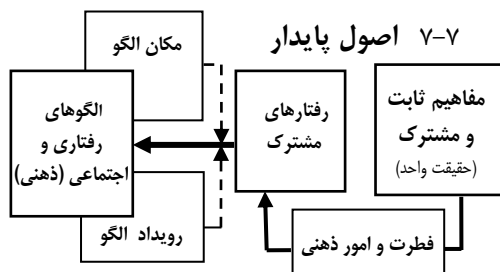 ۷-۷ اصول پایدار
مفاهیم ثابت
و مشترک
(حقیقت واحد)
رفتارهای
مشترک
فطرت و امور ذهنی
مکان الگو
الگوهای
رفتاری و
اجتماعی (ذهنی)
رویداد الگو